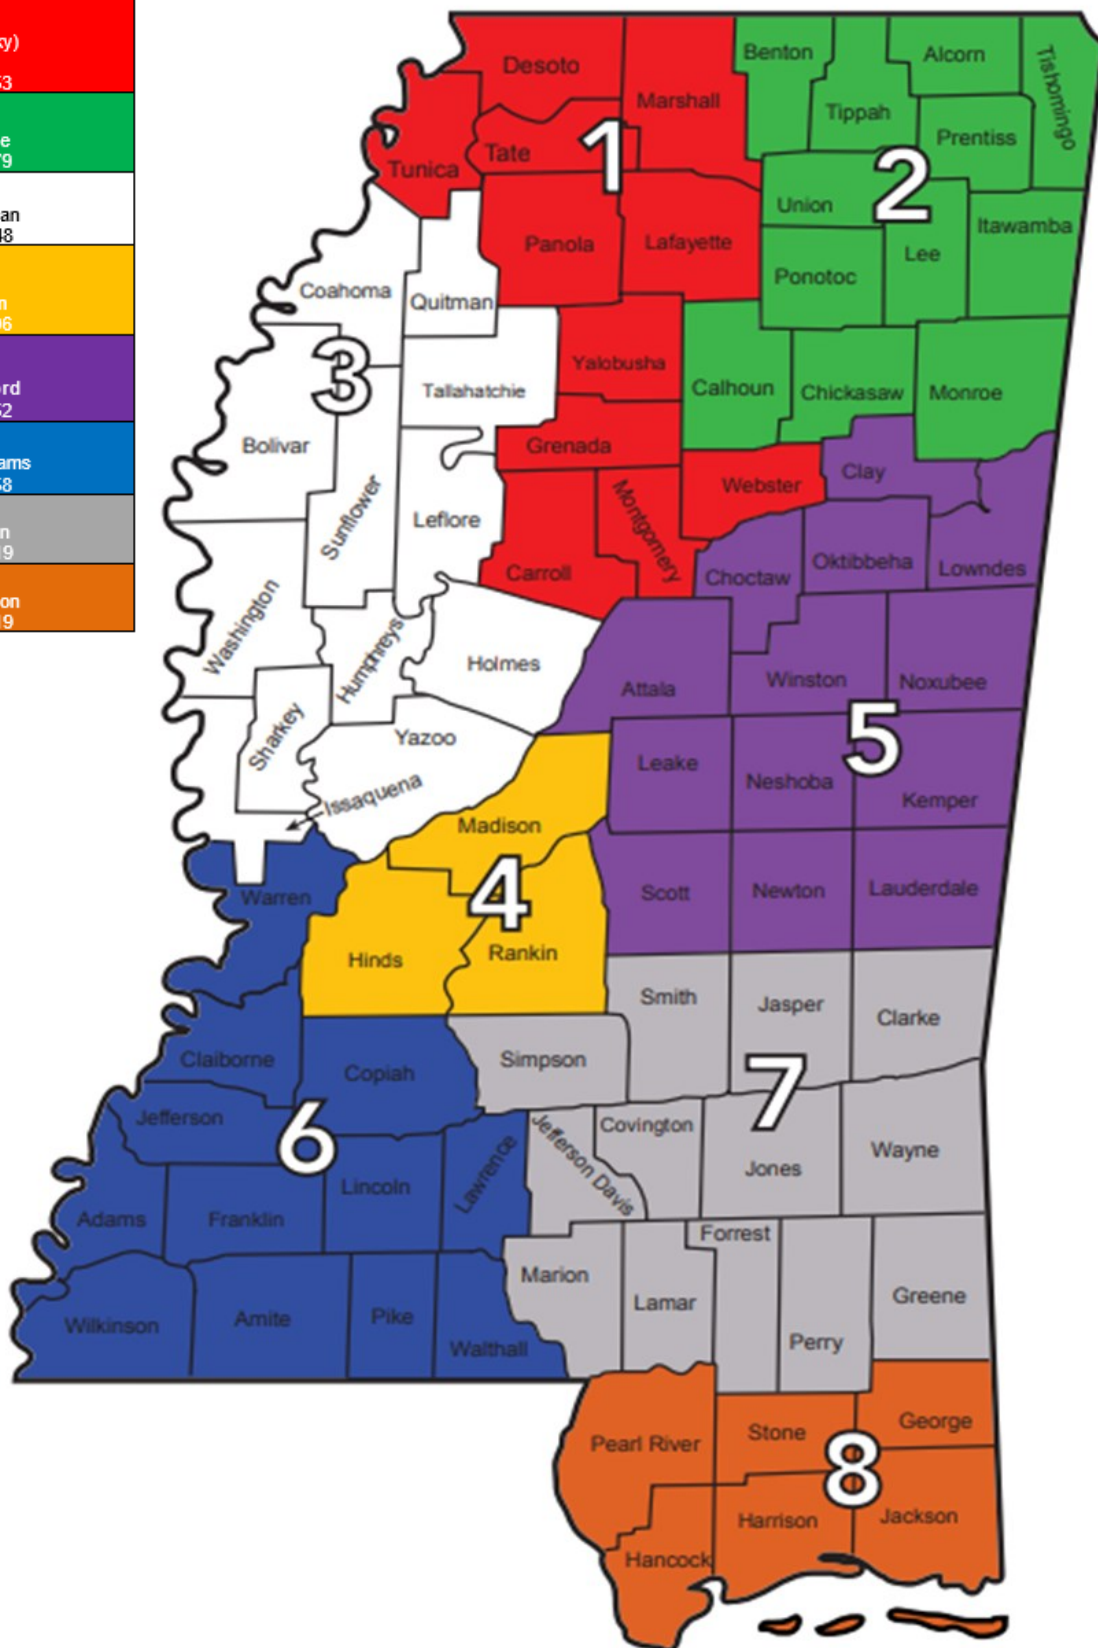 ky)
53
e
79
an
48
n
06
ord
52
ams
58
n
19
on
19
Desoto
Marshall
Benton
Tippah
Alcorn
Tishomingo
Prentiss
Tunica
Tate
1
2
Union
Itawamba
Panola
Lafayette
Lee
Ponotoc
Coahoma
Quitman
3
Yalobusha
Tallahatchie
Calhoun
Chickasaw
Monroe
Bolivar
Grenada
Webster
Clay
Sunflower
Leflore
Montgomery
Carroll
Choctaw
Oktibbeha
Lowndes
Washington
Humphreys
Holmes
Attala
Winston
Noxubee
Sharkey
Yazoo
5
Leake
Neshoba
Kemper
Issaquena
Madison
4
Warren
Scott
Newton
Lauderdale
Hinds
Rankin
Smith
Jasper
Clarke
Claiborne
Copiah
Simpson
7
Jefferson
6
Jefferson Davis
Covington
Jones
Wayne
Lawrence
Lincoln
Adams
Franklin
Forrest
Marion
Lamar
Greene
Wilkinson
Amite
Pike
Walthall
Perry
Pearl River
Stone
George
8
Harrison
Jackson
Hancock